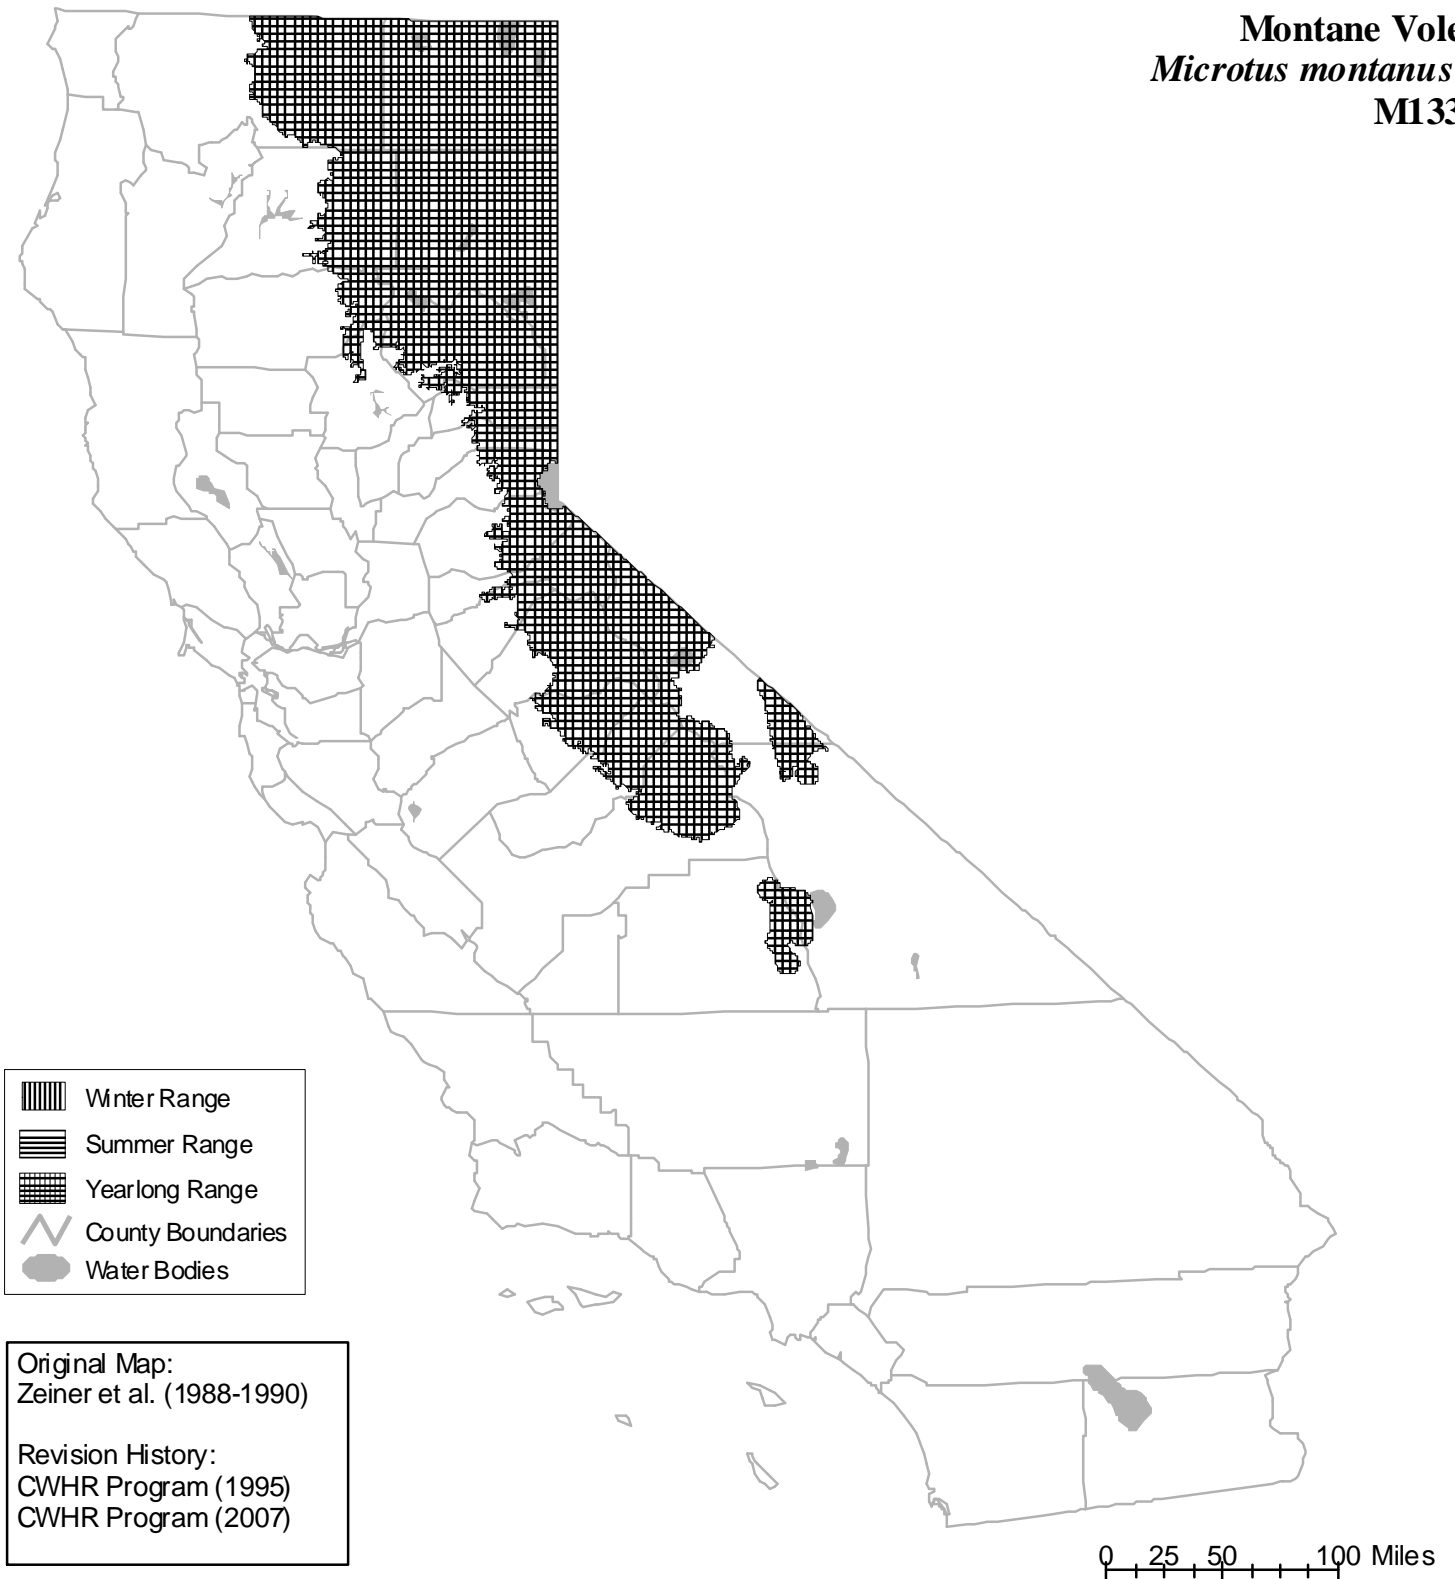 Montane Vole
Microtus montanus
M133
Winter Range
Summer Range
Yearlong Range
County Boundaries
Water Bodies
Original Map:
Zeiner et al. (1988-1990)
Revision History:
CWHR Program (1995)
CWHR Program (2007)
0 25 50 100 Miles